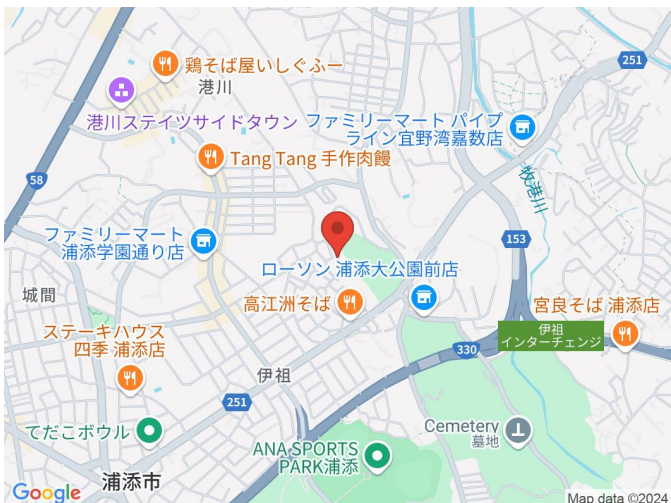 251
鶏そば屋いしぐふー
港川
港川ステイツサイドタウン
ファミリーマート パイプ
ライン宜野湾嘉数店
Tang Tang 手作肉饅
58
牧港川
ファミリーマート
浦添学園通り店
153
ローソン 浦添大公園前店
城間
高江洲そば
宮良そば 浦添店
ステーキハウス
四季 浦添店
伊祖
インターチェンジ
330
伊祖
251
てだこボウル
Cemetery
墓地
ANA SPORTS
PARK浦添
浦添市
Google
Map data ©2024